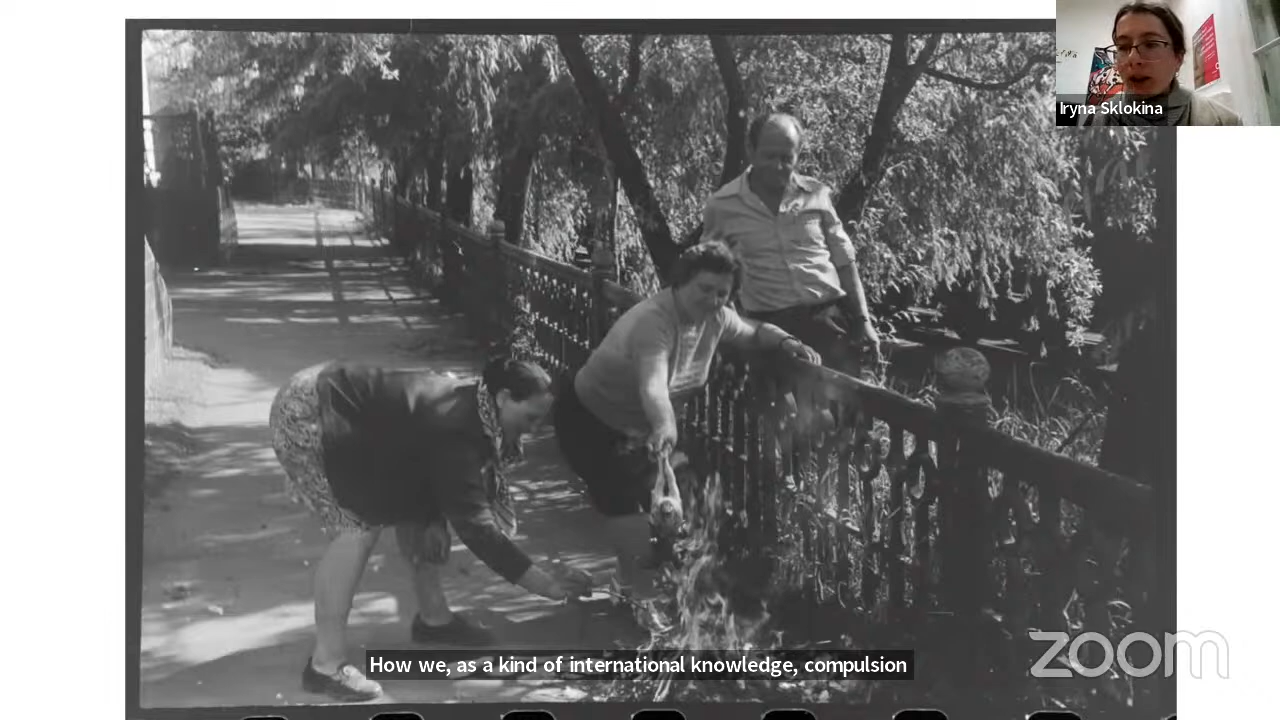 Iryna Sklokina
How we, as a kind of international knowledge, compulsion
zoom